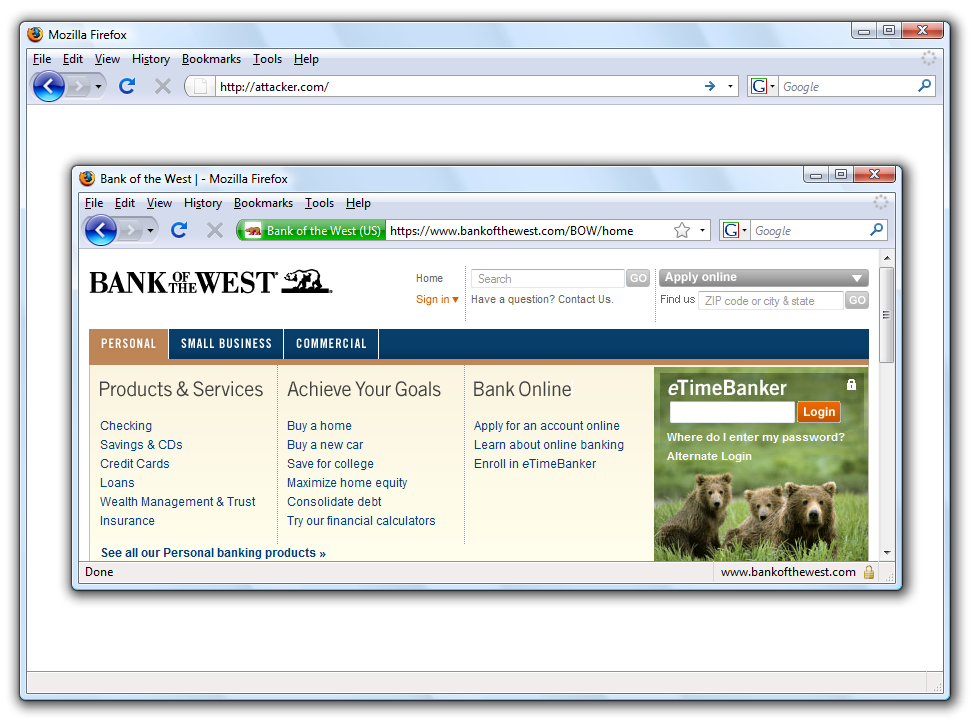 Mozilla Firefox
File Edit View History Bookmarks Tools Help
http://attacker.com/ G Google
Bank of the West | - Mozilla Firefox
File Edit View History Bookmarks Tools Help
Bank of the West (US) https://www.bankofthewest.com/BOW/home G Google
BANK OF THE WEST
Home Search GO Apply online
Sign in Have a question? Contact Us. Find us ZIP code or city & state GO
PERSONAL SMALL BUSINESS COMMERCIAL
Products & Services
Checking
Savings & CDs
Credit Cards
Loans
Wealth Management & Trust
Insurance
See all our Personal banking products »
Achieve Your Goals
Buy a home
Buy a new car
Save for college
Maximize home equity
Consolidate debt
Try our financial calculators
Bank Online
Apply for an account online
Learn about online banking
Enroll in eTimeBanker
eTimeBanker
Login
Where do I enter my password?
Alternate Login
Done www.bankofthewest.com